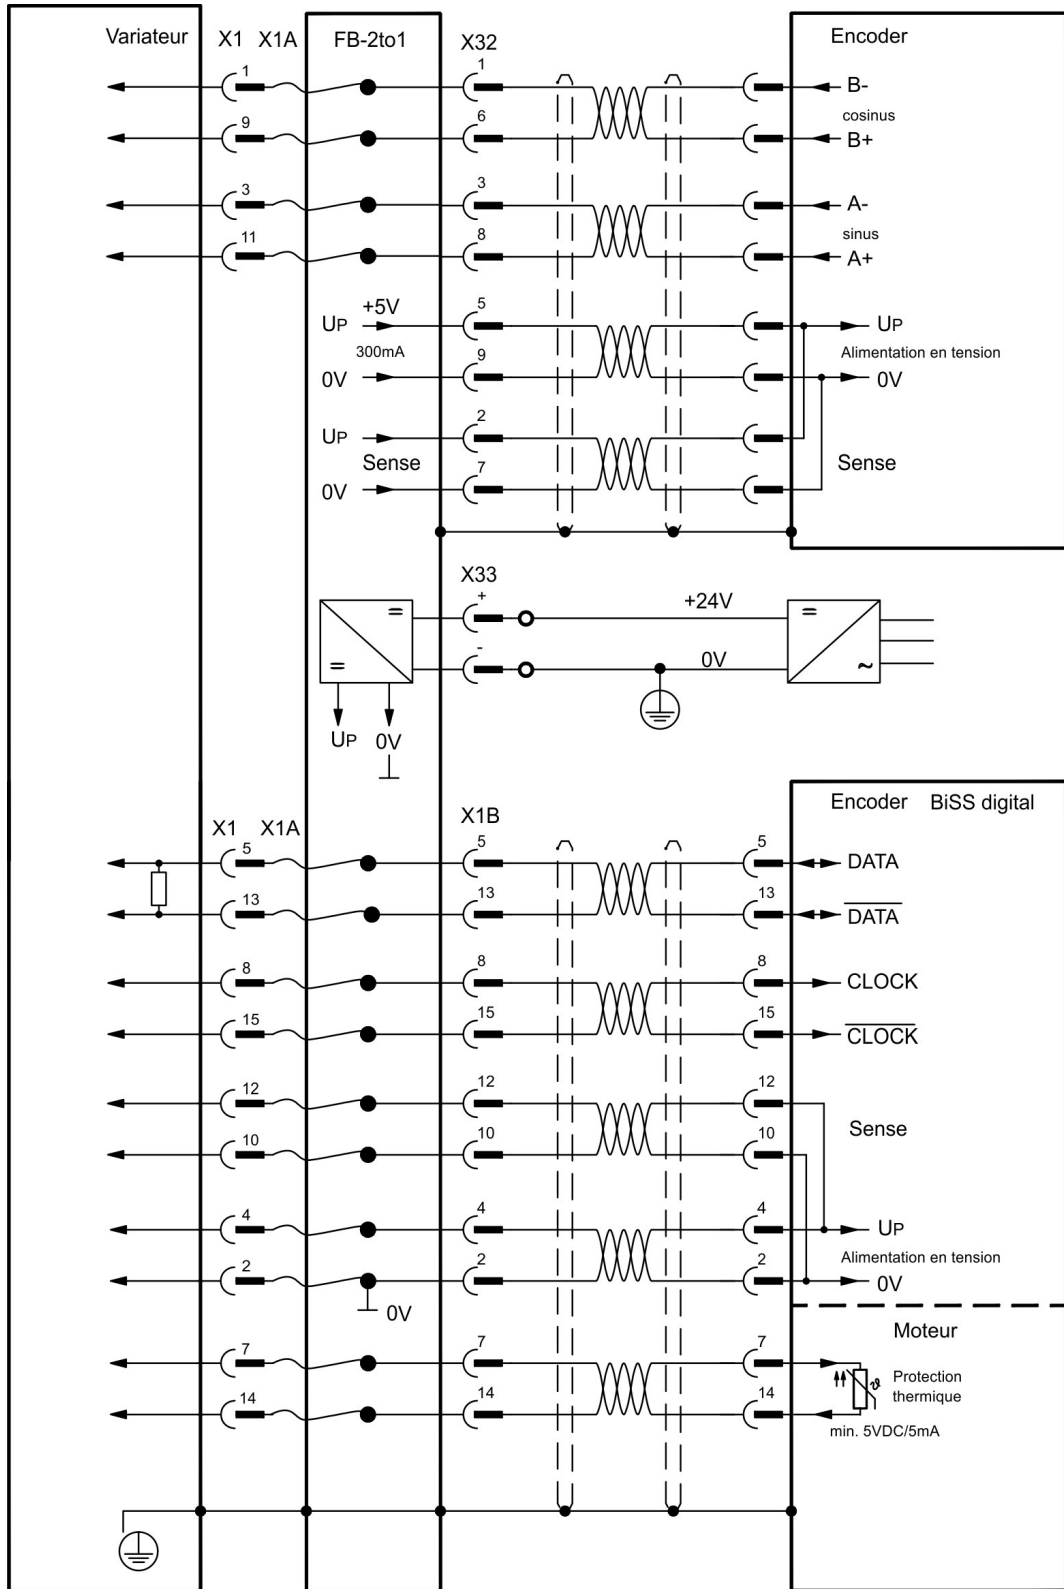 Variateur X1 X1A FB-2to1 X32 Encoder
1 1 B-
cosinus
9 6 B+
3 3 A-
sinus
11 8 A+
UP +5V 5 UP
300mA Alimentation en tension
0V 9 0V
UP 2
Sense Sense
0V 7
X33
+ +24V
=
=
- 0V
=
~
UP 0V
Encoder BiSS digital
X1 X1A X1B
5 5 5 DATA
13 13 13 DATA
8 8 8 CLOCK
15 15 15 CLOCK
12 12 12
Sense
10 10 10
4 4 4 UP
Alimentation en tension
2 2 2 0V
0V
Moteur
7 7 7
Protection
thermique
ϑ
14 14 14
min. 5VDC/5mA